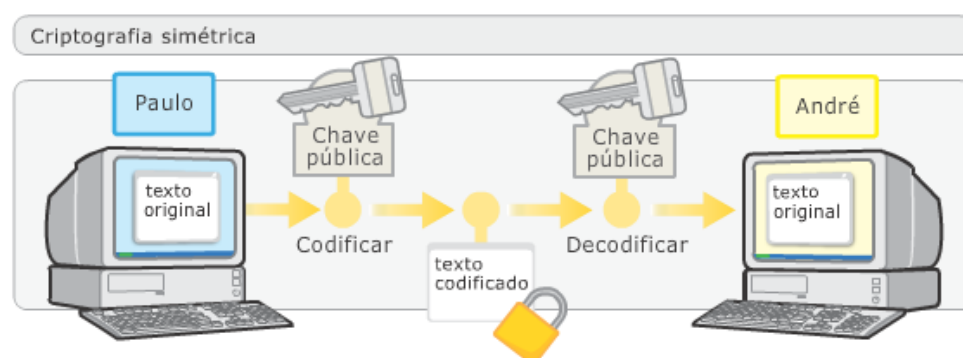 Criptografia simétrica
Paulo
Chave
pública
Chave
pública
André
texto
original
texto
original
Codificar
Decodificar
texto
codificado